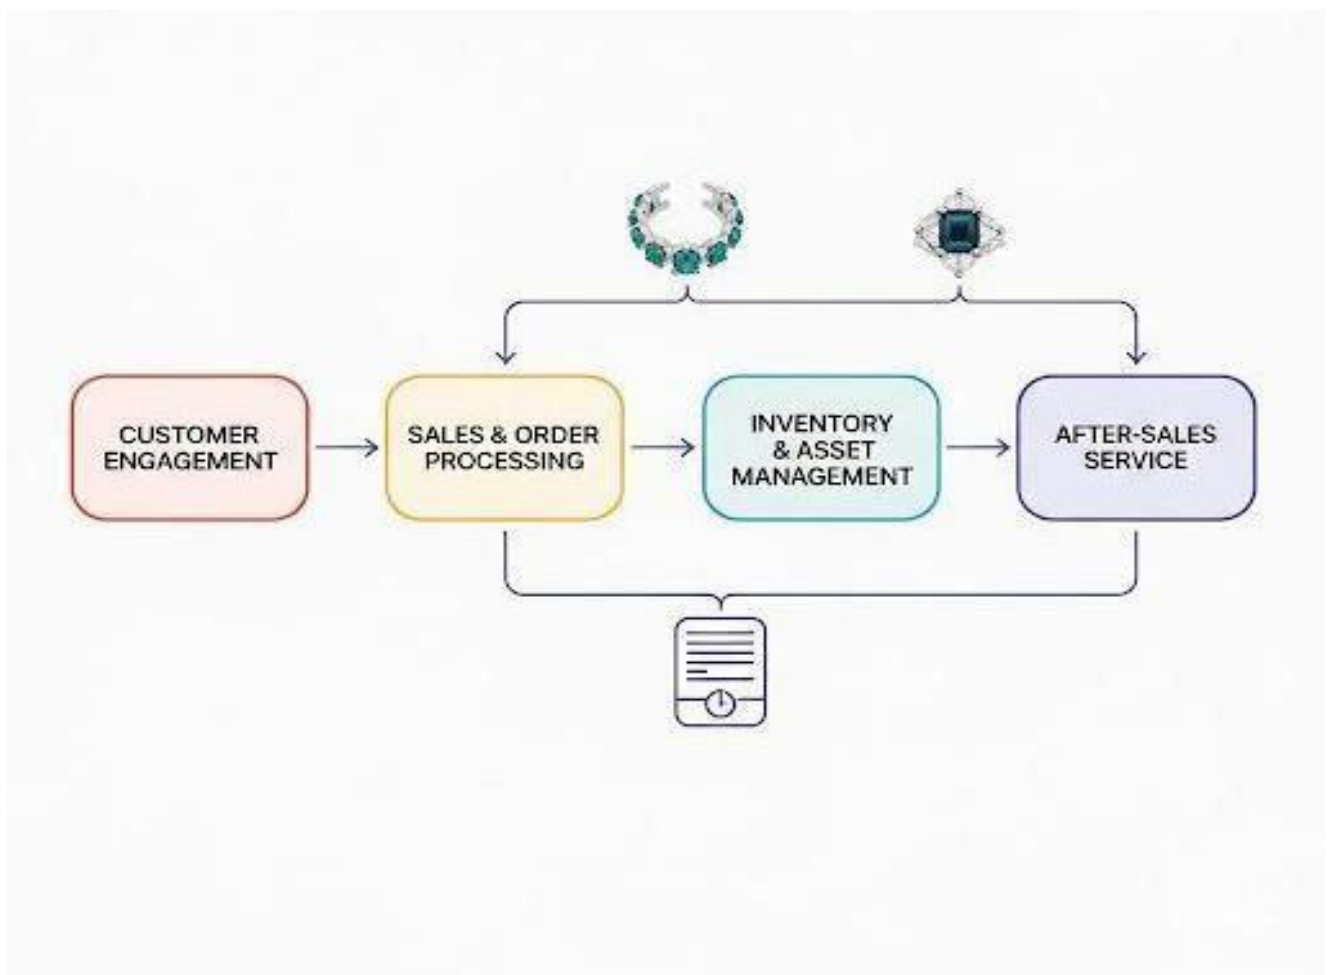 CUSTOMER
ENGAGEMENT
SALES & ORDER
PROCESSING
INVENTORY
& ASSET
MANAGEMENT
AFTER-SALES
SERVICE